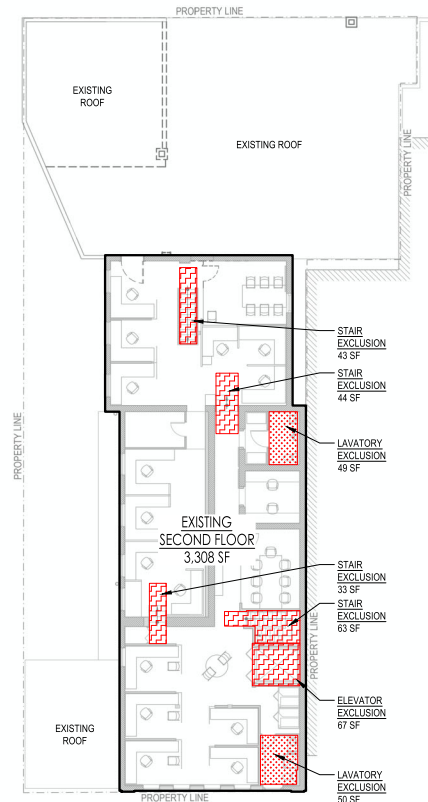 PROPERTY LINE
EXISTING
ROOF
EXISTING ROOF
PROPERTY LINE
STAIR
EXCLUSION
43 SF
STAIR
EXCLUSION
44 SF
LAVATORY
EXCLUSION
49 SF
PROPERTY LINE
EXISTING
SECOND FLOOR
3,308 SF
STAIR
EXCLUSION
33 SF
STAIR
EXCLUSION
63 SF
PROPERTY LINE
ELEVATOR
EXCLUSION
67 SF
EXISTING
ROOF
LAVATORY
EXCLUSION
50 SF
PROPERTY LINE